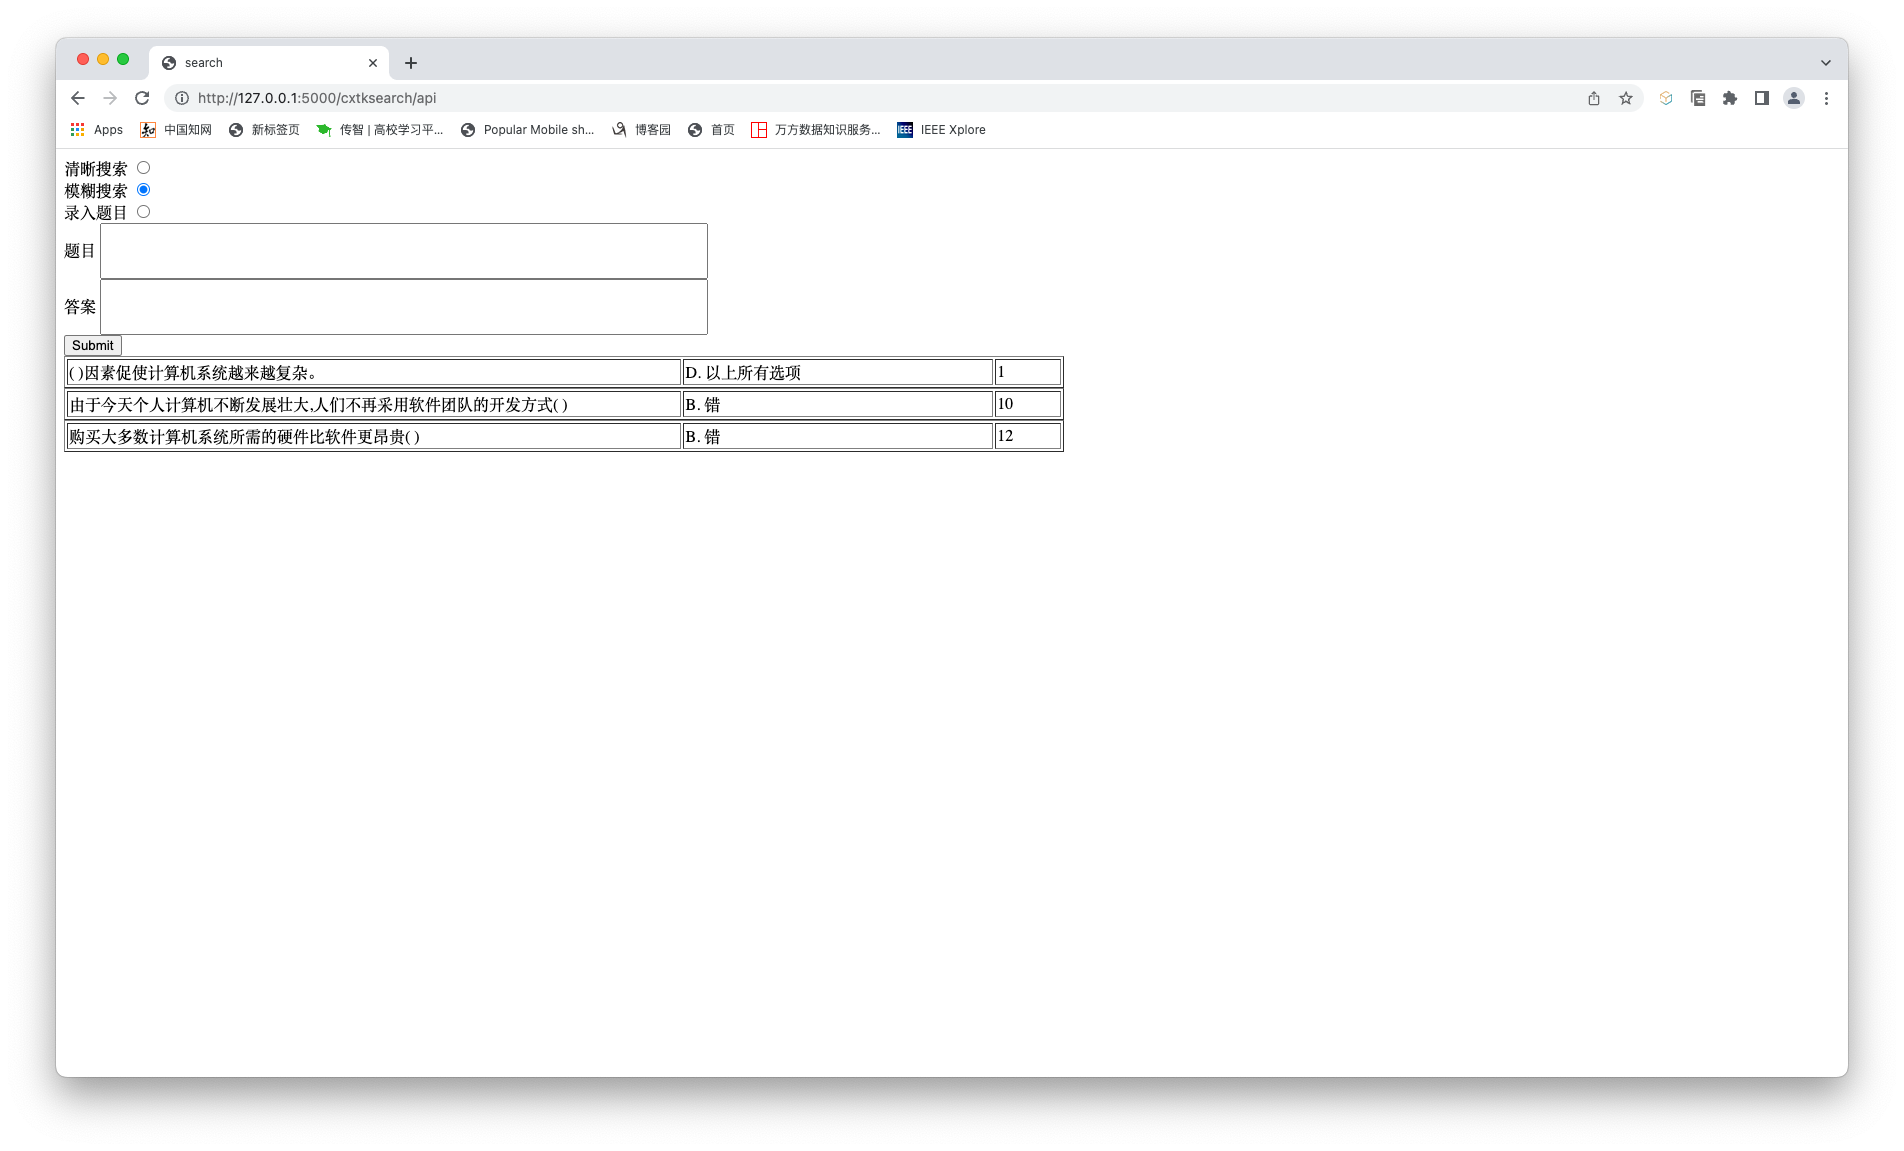 search
http://127.0.0.1:5000/cxtksearch/api
Apps 中国知网 新标签页 传智 | 高校学习平... Popular Mobile sh... 博客园 首页 万方数据知识服务... IEEE IEEE Xplore
清晰搜索
模糊搜索
录入题目
题目
答案
Submit
( )因素促使计算机系统越来越复杂。 D. 以上所有选项 1
由于今天个人计算机不断发展壮大,人们不再采用软件团队的开发方式( ) B. 错 10
购买大多数计算机系统所需的硬件比软件更昂贵( ) B. 错 12